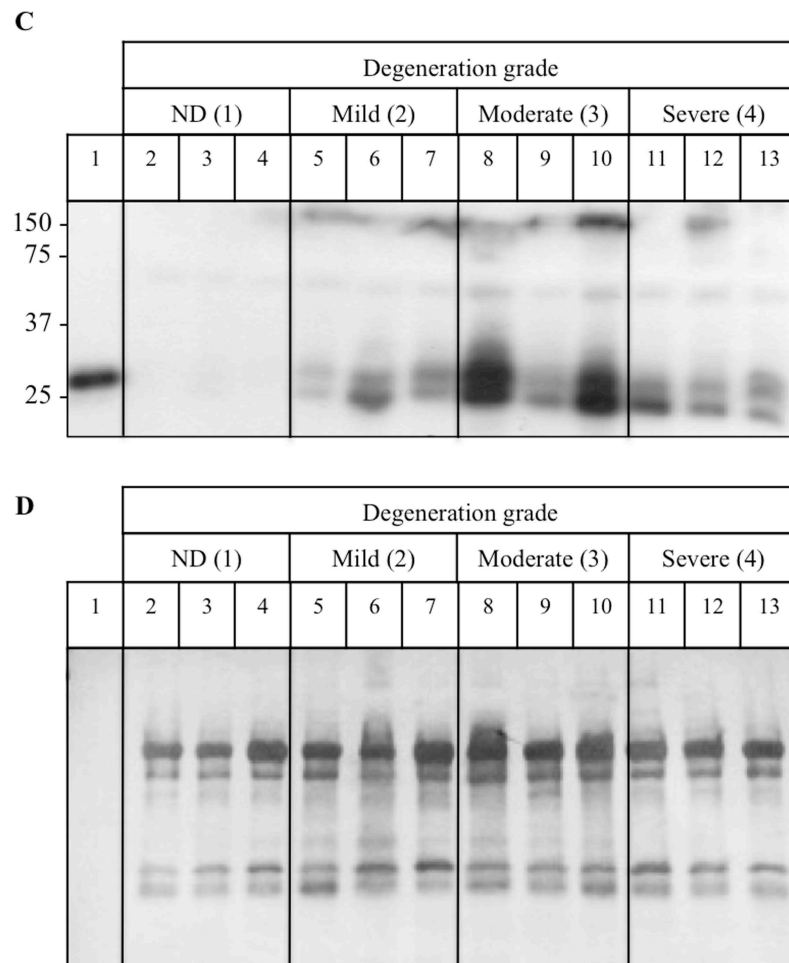 C
Degeneration grade
ND (1) Mild (2) Moderate (3) Severe (4)
1 2 3 4 5 6 7 8 9 10 11 12 13
150
75
37
25
D
Degeneration grade
ND (1) Mild (2) Moderate (3) Severe (4)
1 2 3 4 5 6 7 8 9 10 11 12 13